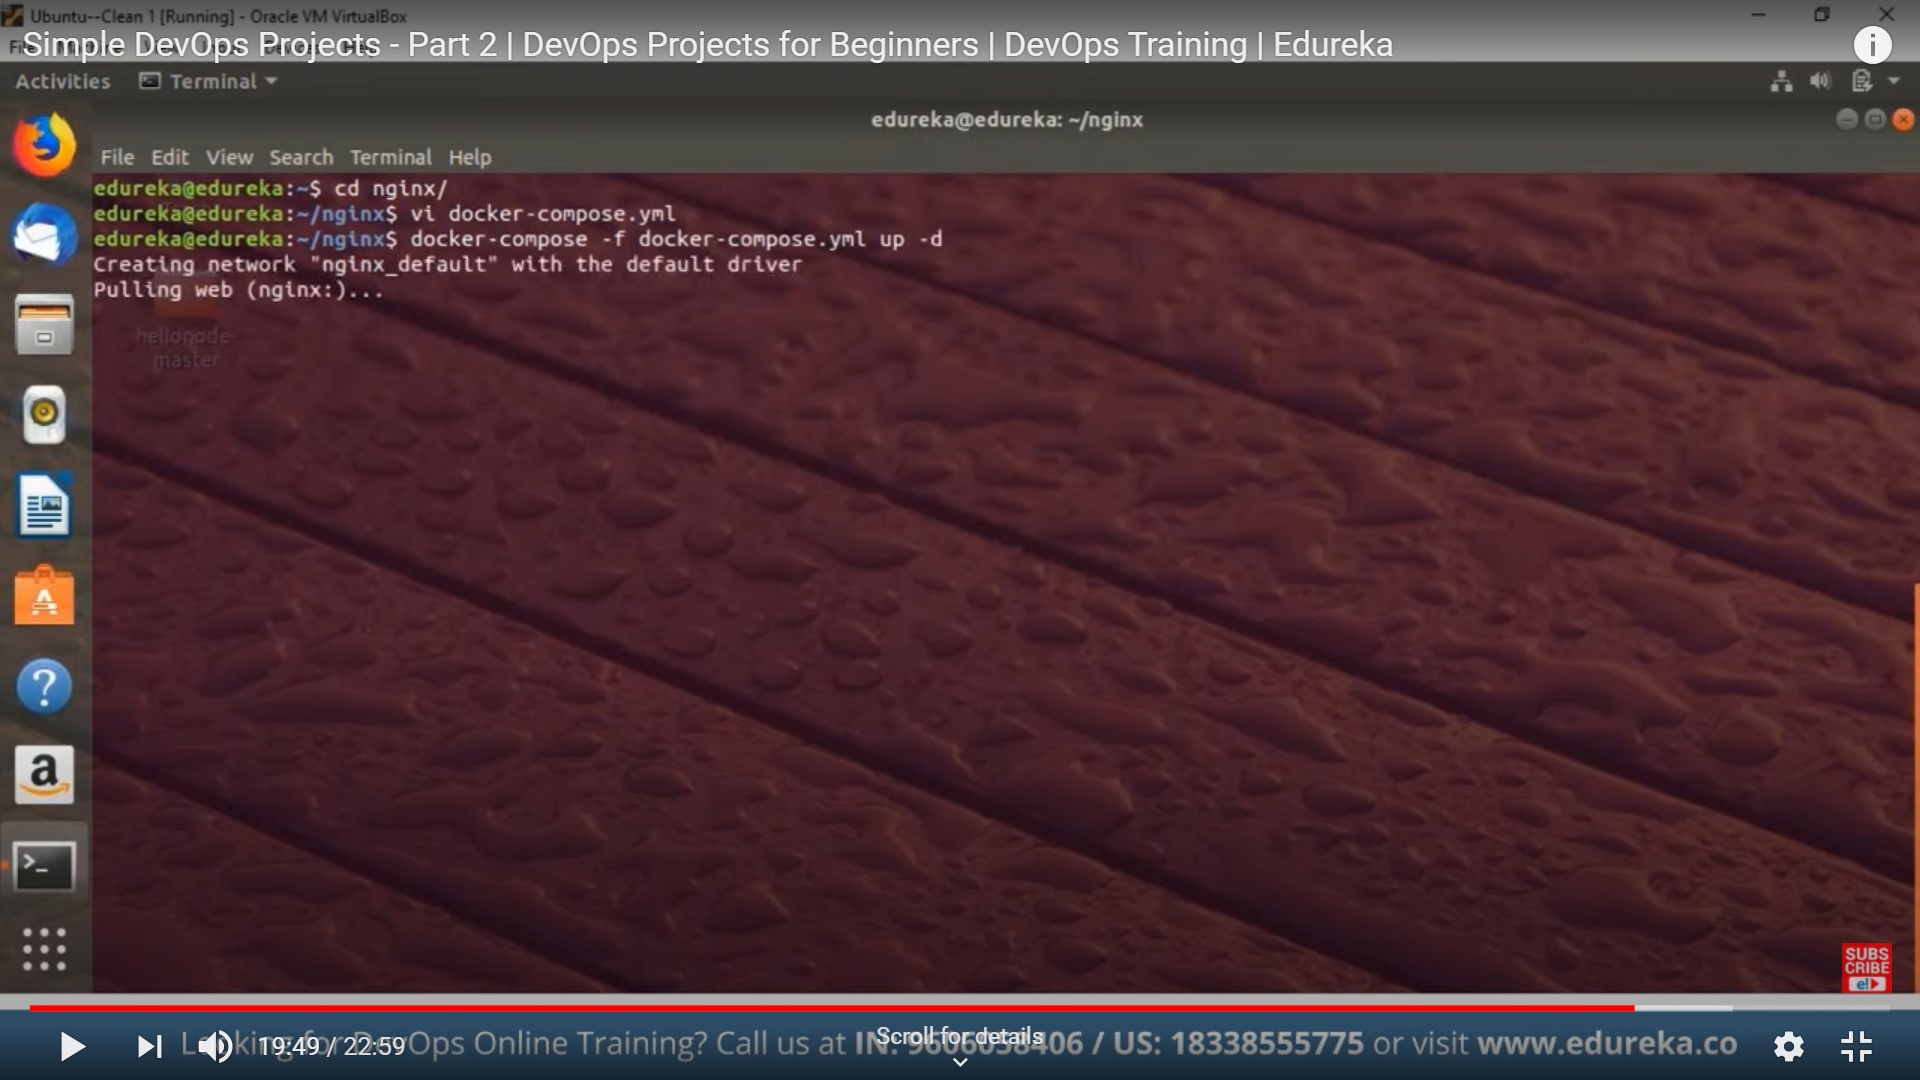 Ubuntu--Clean 1 [Running] - Oracle VM VirtualBox
Simple DevOps Projects - Part 2 | DevOps Projects for Beginners | DevOps Training | Edureka
Activities Terminal
edureka@edureka: ~/nginx
File Edit View Search Terminal Help
edureka@edureka:~$ cd nginx/
edureka@edureka:~/nginx$ vi docker-compose.yml
edureka@edureka:~/nginx$ docker-compose -f docker-compose.yml up -d
Creating network "nginx_default" with the default driver
Pulling web (nginx:)...
hellonode-
master
SUBS
CRIBE
e!
Scroll for details
19:49 / 22:59
DevOps Online Training? Call us at IN: / US: 18338555775 or visit www.edureka.co